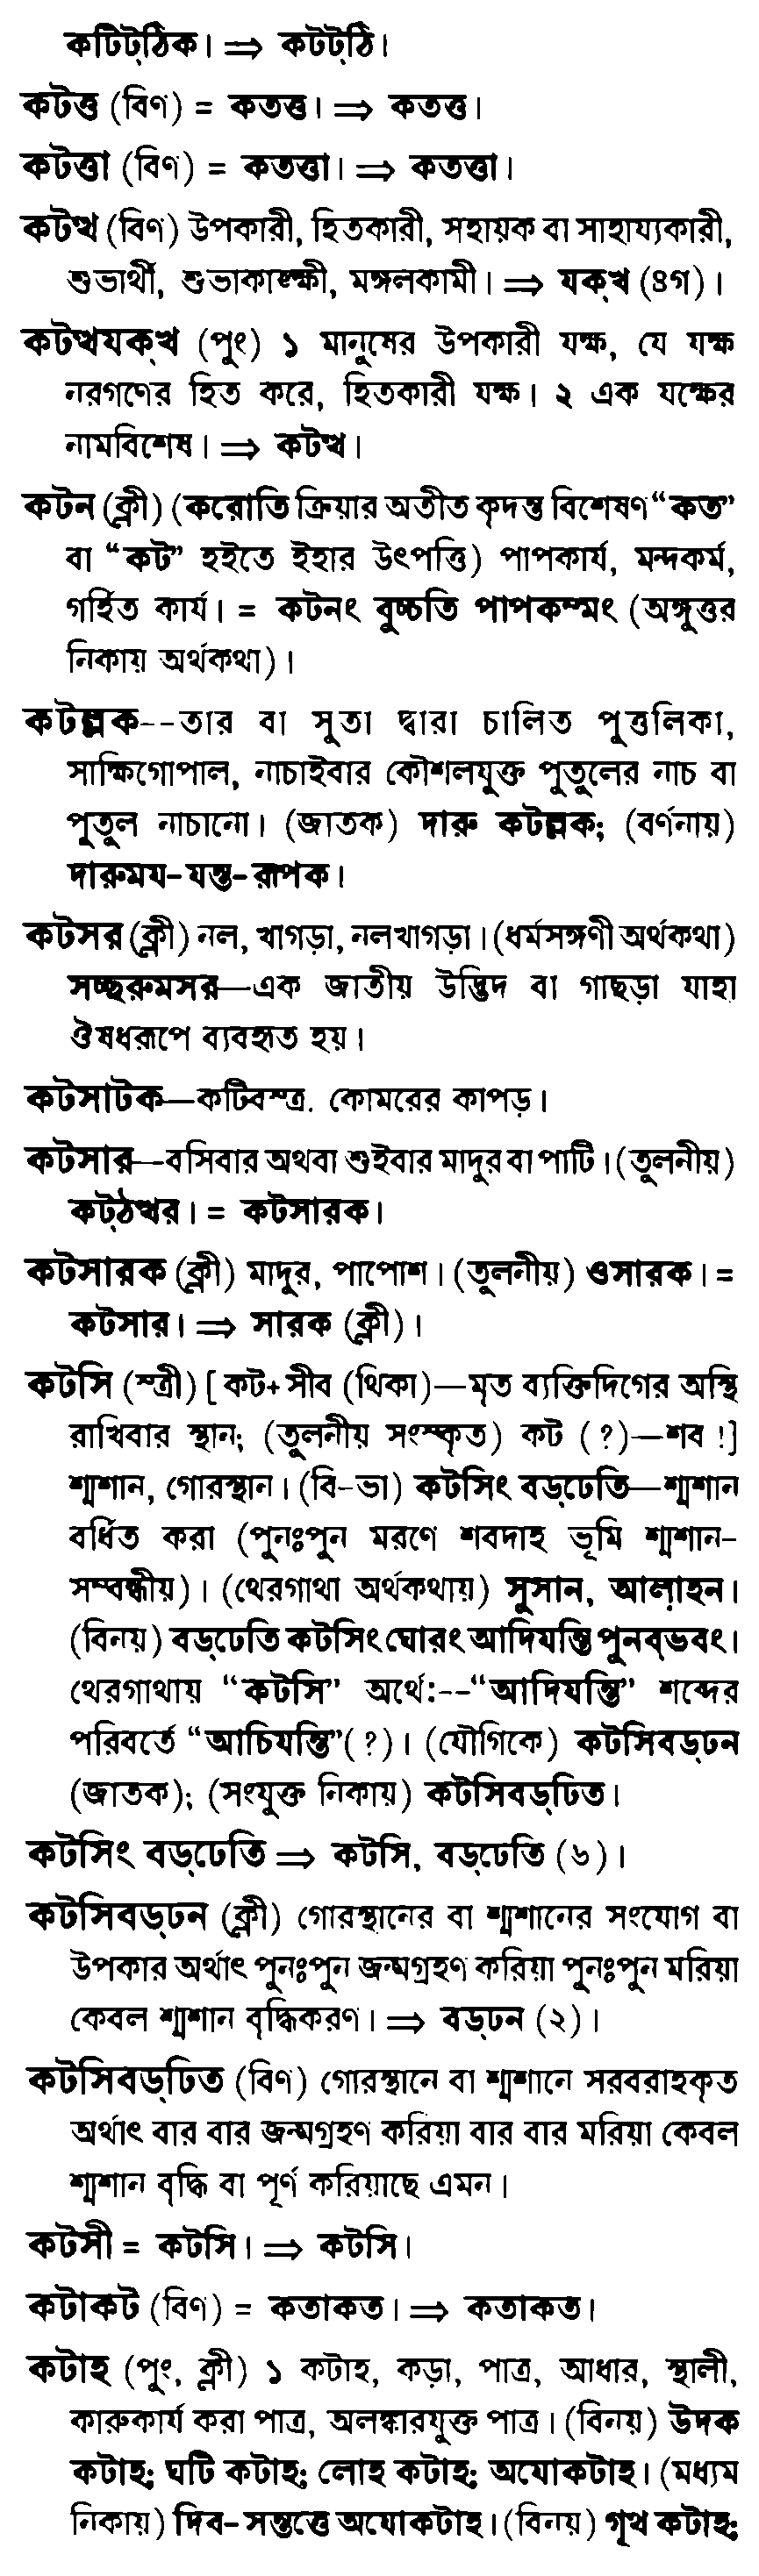 কটিট্‌ঠিক। ⇒ কটট্‌ঠি।
কটত্ত (বিণ) = কতত্ত। ⇒ কতত্ত।
কটত্তা (বিণ) = কতত্তা। ⇒ কতত্তা।
কটত্থ (বিণ) উপকারী, হিতকারী, সহায়ক বা সাহায্যকারী,
শুভার্থী, শুভাকাঙ্ক্ষী, মঙ্গলকামী। ⇒ যক্‌খ (৪গ)।
কটত্থযক্‌খ (পুং) ১ মানুষের উপকারী যক্ষ, যে যক্ষ
নরগণের হিত করে, হিতকারী যক্ষ। ২ এক যক্ষের
নামবিশেষ। ⇒ কটত্থ।
কটন (ক্লী) (করোতি ক্রিয়ার অতীত কৃদন্ত বিশেষণ “কত”
বা “কট” হইতে ইহার উৎপত্তি) পাপকার্য, মন্দকর্ম,
গর্হিত কার্য। = কটনং বুচ্চতি পাপকম্মং (অঙ্গুত্তর
নিকায় অর্থকথা)।
কটল্লক--তার বা সুতা দ্বারা চালিত পুত্তলিকা,
সাক্ষিগোপাল, নাচাইবার কৌশলযুক্ত পুতুলের নাচ বা
পুতুল নাচানো। (জাতক) দারু কটল্লক; (বর্ণনায়)
দারুময-যন্ত-রূপক।
কটসর (ক্লী) নল, খাগড়া, নলখাগড়া। (ধর্মসঙ্গণী অর্থকথা)
সচ্ছরুমসর—এক জাতীয় উদ্ভিদ বা গাছড়া যাহা
ঔষধরূপে ব্যবহৃত হয়।
কটসাটক—কটিবস্ত্র. কোমরের কাপড়।
কটসার—বসিবার অথবা শুইবার মাদুর বা পাটি। (তুলনীয়)
কট্‌ঠত্থর। = কটসারক।
কটসারক (ক্লী) মাদুর, পাপোশ। (তুলনীয়) ওসারক। =
কটসার। ⇒ সারক (ক্লী)।
কটসি (স্ত্রী) [ কট+সীব (থিকা)—মৃত ব্যক্তিদিগের অস্থি
রাখিবার স্থান; (তুলনীয় সংস্কৃত) কট (?)—শব !]
শ্মশান, গোরস্থান। (বি-ভা) কটসিং বড্‌ঢেতি—শ্মশান
বর্ধিত করা (পুনঃপুন মরণে শবদাহ ভূমি শ্মশান-
সম্বন্ধীয়)। (থেরগাথা অর্থকথায়) সুসান, আলা়হন।
(বিনয়) বড্‌ঢেতি কটসিং ঘোরং আদিযন্তি পুনব্‌ভবং।
থেরগাথায় “কটসি” অর্থে:--“আদিযন্তি” শব্দের
পরিবর্তে “আচিযন্তি”(?)। (যৌগিকে) কটসিবড্‌ঢন
(জাতক); (সংযুক্ত নিকায়) কটসিবড্‌ঢিত।
কটসিং বড্‌ঢেতি ⇒ কটসি, বড্‌ঢেতি (৬)।
কটসিবড্‌ঢন (ক্লী) গোরস্থানের বা শ্মশানের সংযোগ বা
উপকার অর্থাৎ পুনঃপুন জন্মগ্রহণ করিয়া পুনঃপুন মরিয়া
কেবল শ্মশান বৃদ্ধিকরণ। ⇒ বড্‌ঢন (২)।
কটসিবড্‌ঢিত (বিণ) গোরস্থানে বা শ্মশানে সরবরাহকৃত
অর্থাৎ বার বার জন্মগ্রহণ করিয়া বার বার মরিয়া কেবল
শ্মশান বৃদ্ধি বা পূর্ণ করিয়াছে এমন।
কটসী = কটসি। ⇒ কটসি।
কটাকট (বিণ) = কতাকত। ⇒ কতাকত।
কটাহ (পুং, ক্লী) ১ কটাহ, কড়া, পাত্র, আধার, স্থালী,
কারুকার্য করা পাত্র, অলঙ্কারযুক্ত পাত্র। (বিনয়) উদক
কটাহ; ঘটি কটাহ; লোহ কটাহ; অযোকটাহ। (মধ্যম
নিকায়) দিব-সন্তত্তে অযোকটাহ। (বিনয়) গূথ কটাহ;